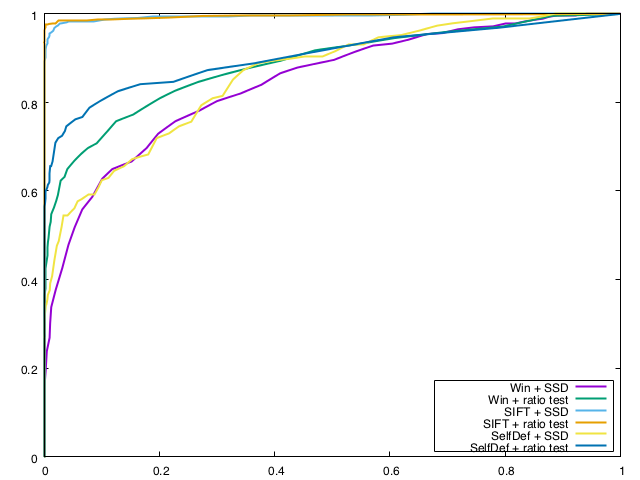 1
0.8
0.6
0.4
0.2
0
Win + SSD
Win + ratio test
SIFT + SSD
SIFT + ratio test
SelfDef + SSD
SelfDef + ratio test
0 0.2 0.4 0.6 0.8 1